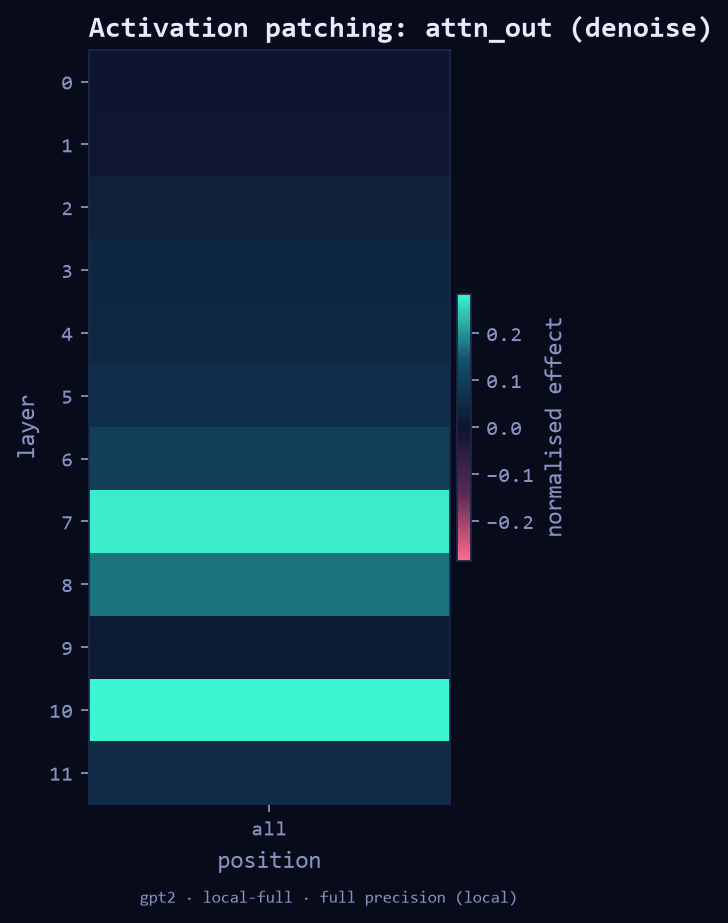 Activation patching: attn_out (denoise)
0
1
2
3
4
5
6
7
8
9
10
11
layer
all
position
0.2
0.1
0.0
−0.1
−0.2
normalised effect
gpt2 · local-full · full precision (local)